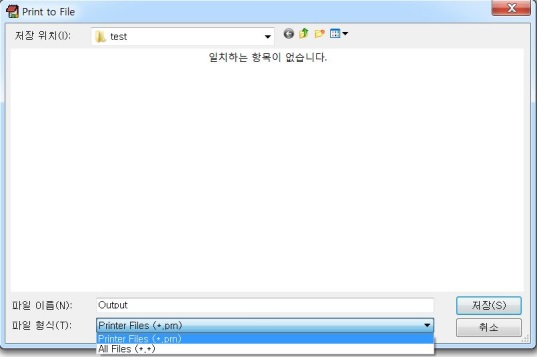 Print to File
저장 위치(I):
test
일치하는 항목이 없습니다.
파일 이름(N):
Output
저장(S)
파일 형식(T):
Printer Files (*.prn)
취소
Printer Files (*.prn)
All Files (*.*)